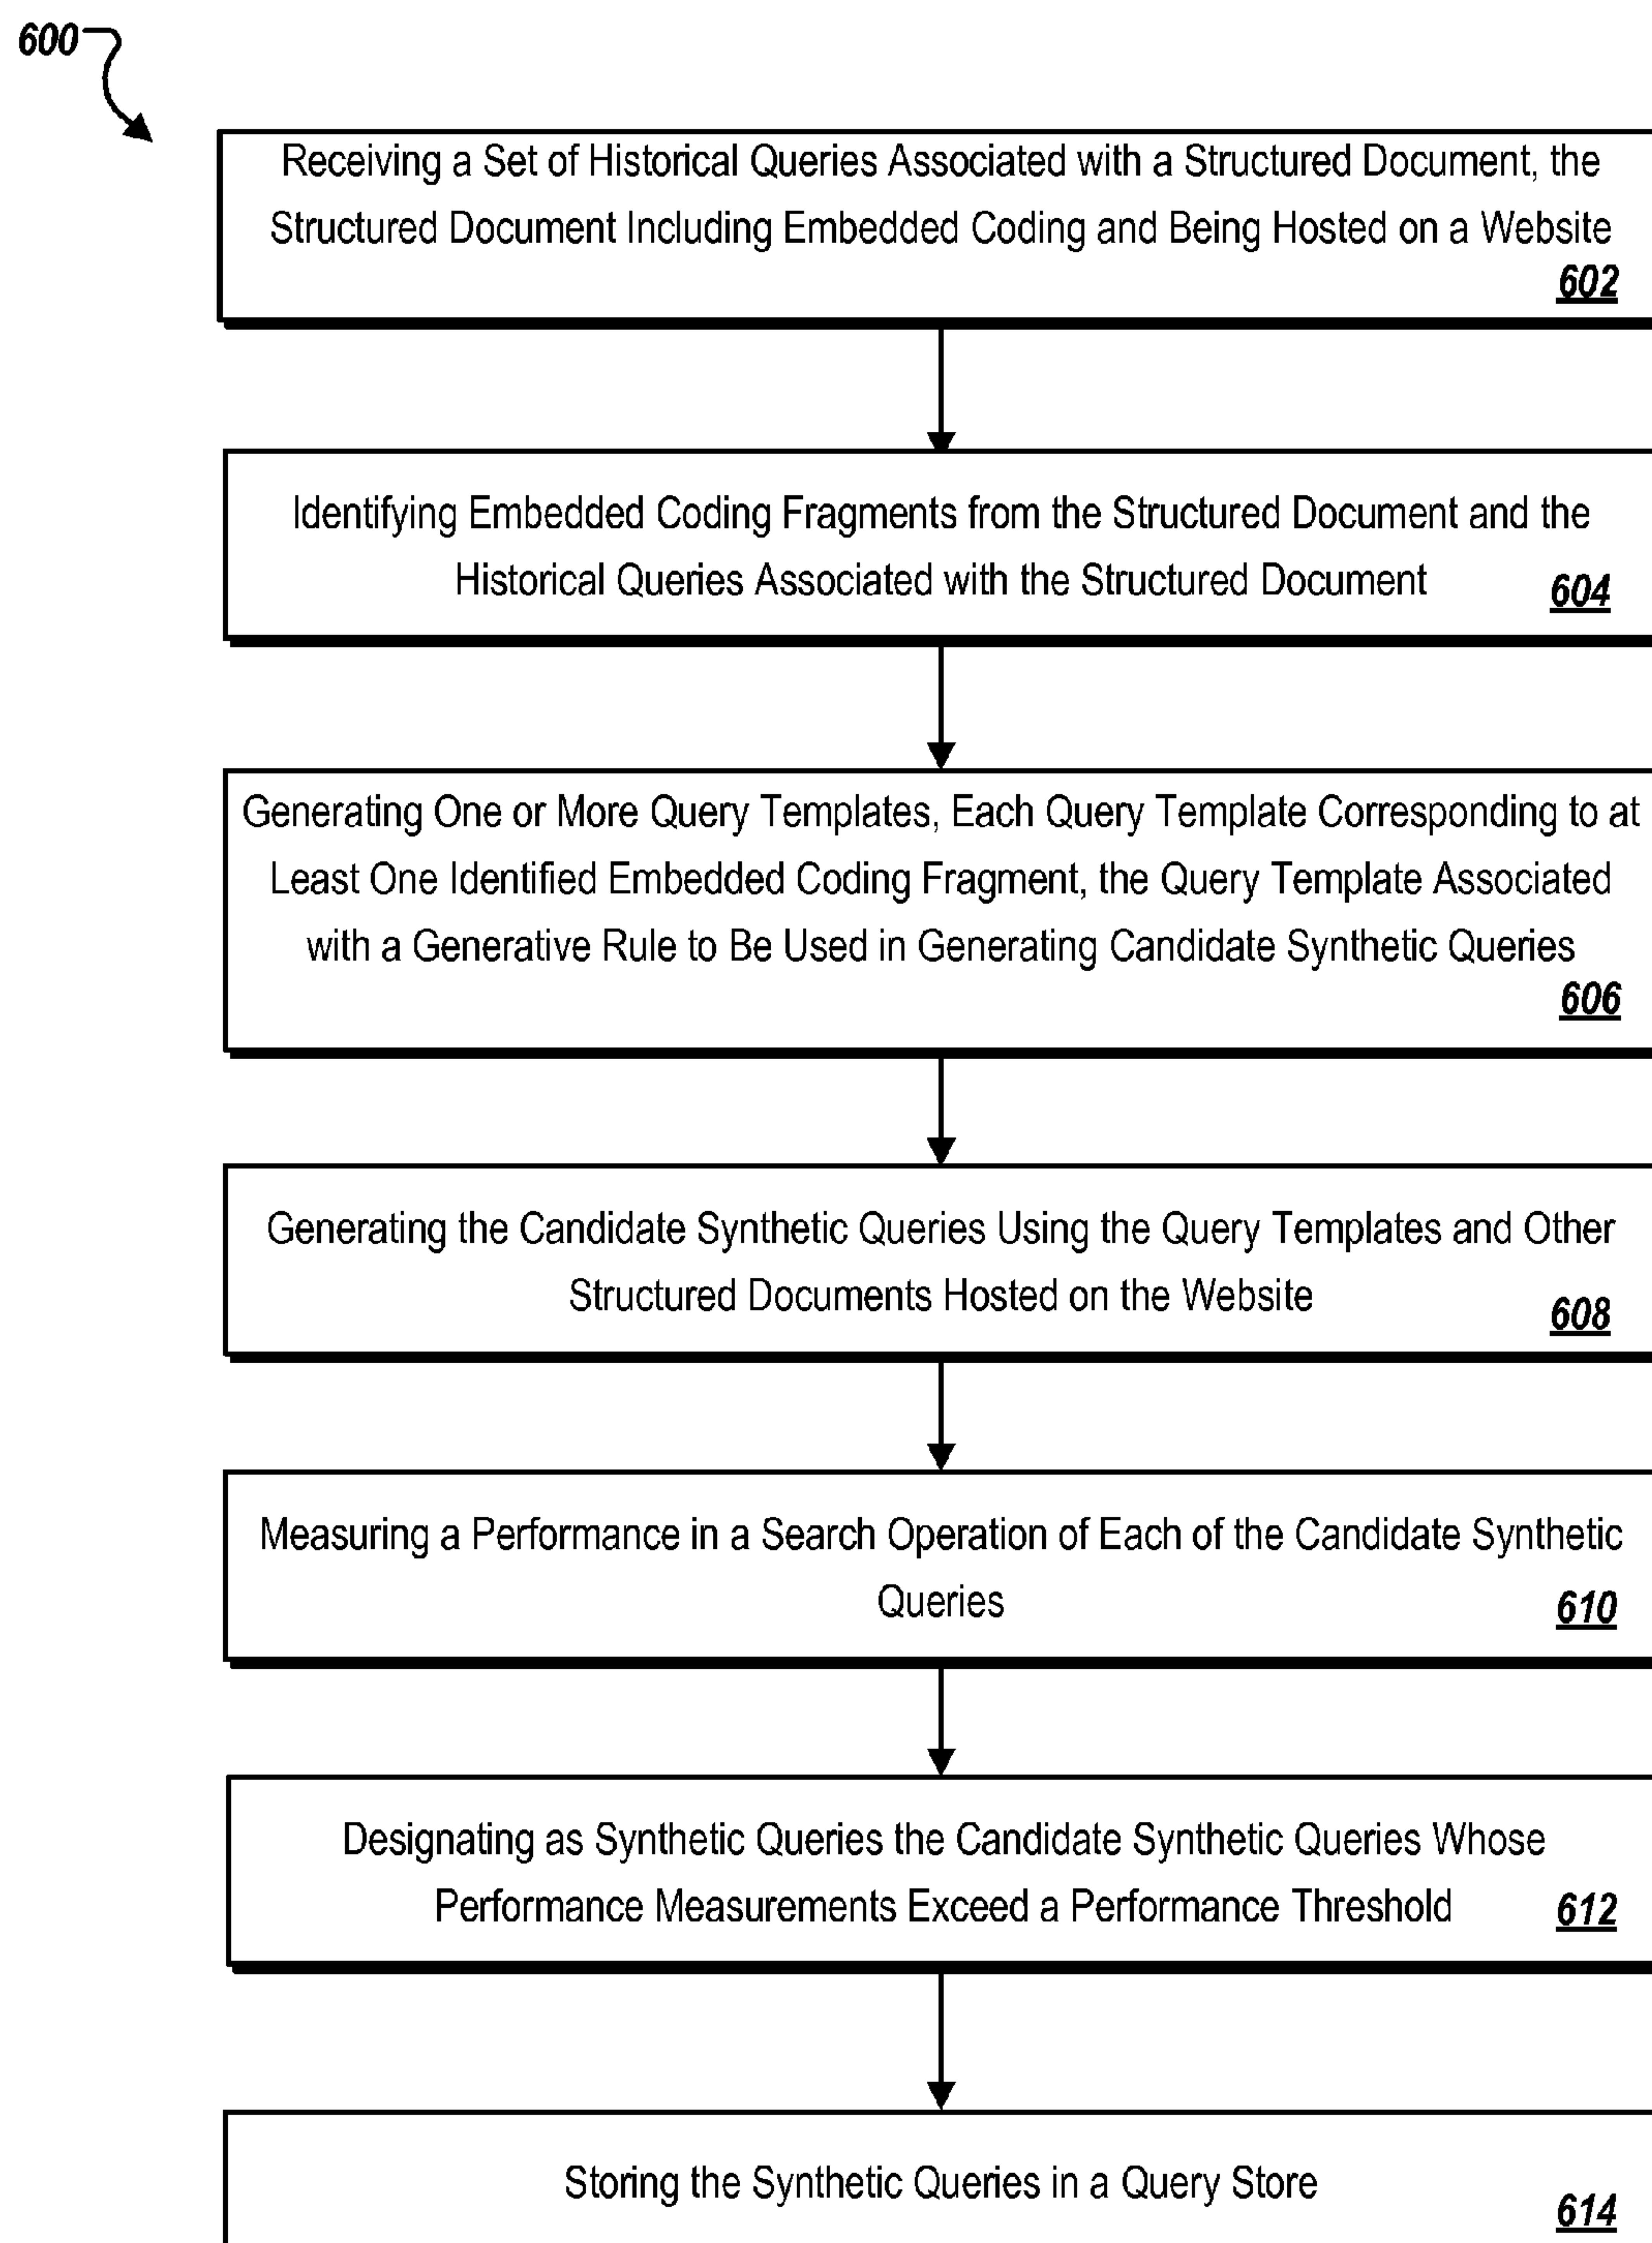 600
Receiving a Set of Historical Queries Associated with a Structured Document, the
Structured Document Including Embedded Coding and Being Hosted on a Website
602
Identifying Embedded Coding Fragments from the Structured Document and the
Historical Queries Associated with the Structured Document
604
Generating One or More Query Templates, Each Query Template Corresponding to at
Least One Identified Embedded Coding Fragment, the Query Template Associated
with a Generative Rule to Be Used in Generating Candidate Synthetic Queries
606
Generating the Candidate Synthetic Queries Using the Query Templates and Other
Structured Documents Hosted on the Website
608
Measuring a Performance in a Search Operation of Each of the Candidate Synthetic
Queries
610
Designating as Synthetic Queries the Candidate Synthetic Queries Whose
Performance Measurements Exceed a Performance Threshold
612
Storing the Synthetic Queries in a Query Store
614